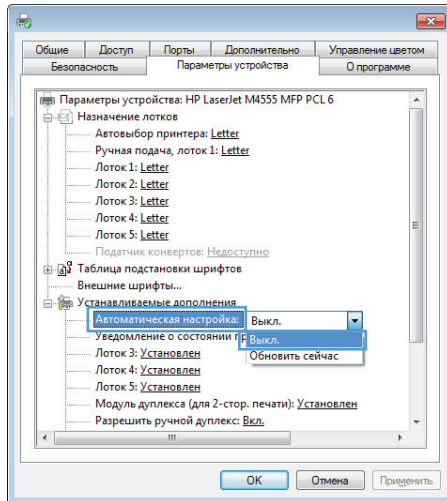 Общие Доступ Порты Дополнительно Управление цветом
Безопасность Параметры устройства О программе
Параметры устройства: HP LaserJet M4555 MFP PCL 6
Назначение лотков
Автовыбор принтера: Letter
Ручная подача, лоток 1: Letter
Лоток 1: Letter
Лоток 2: Letter
Лоток 3: Letter
Лоток 4: Letter
Лоток 5: Letter
Податчик конвертов: Недоступно
Таблица подстановки шрифтов
Внешние шрифты...
Устанавливаемые дополнения
Автоматическая настройка: Выкл.
Уведомление о состоянии Выкл.
Обновить сейчас
Лоток 3: Установлен
Лоток 4: Установлен
Лоток 5: Установлен
Модуль дуплекса (для 2-стор. печати): Установлен
Разрешить ручной дуплекс: Вкл.
OK Отмена Применить